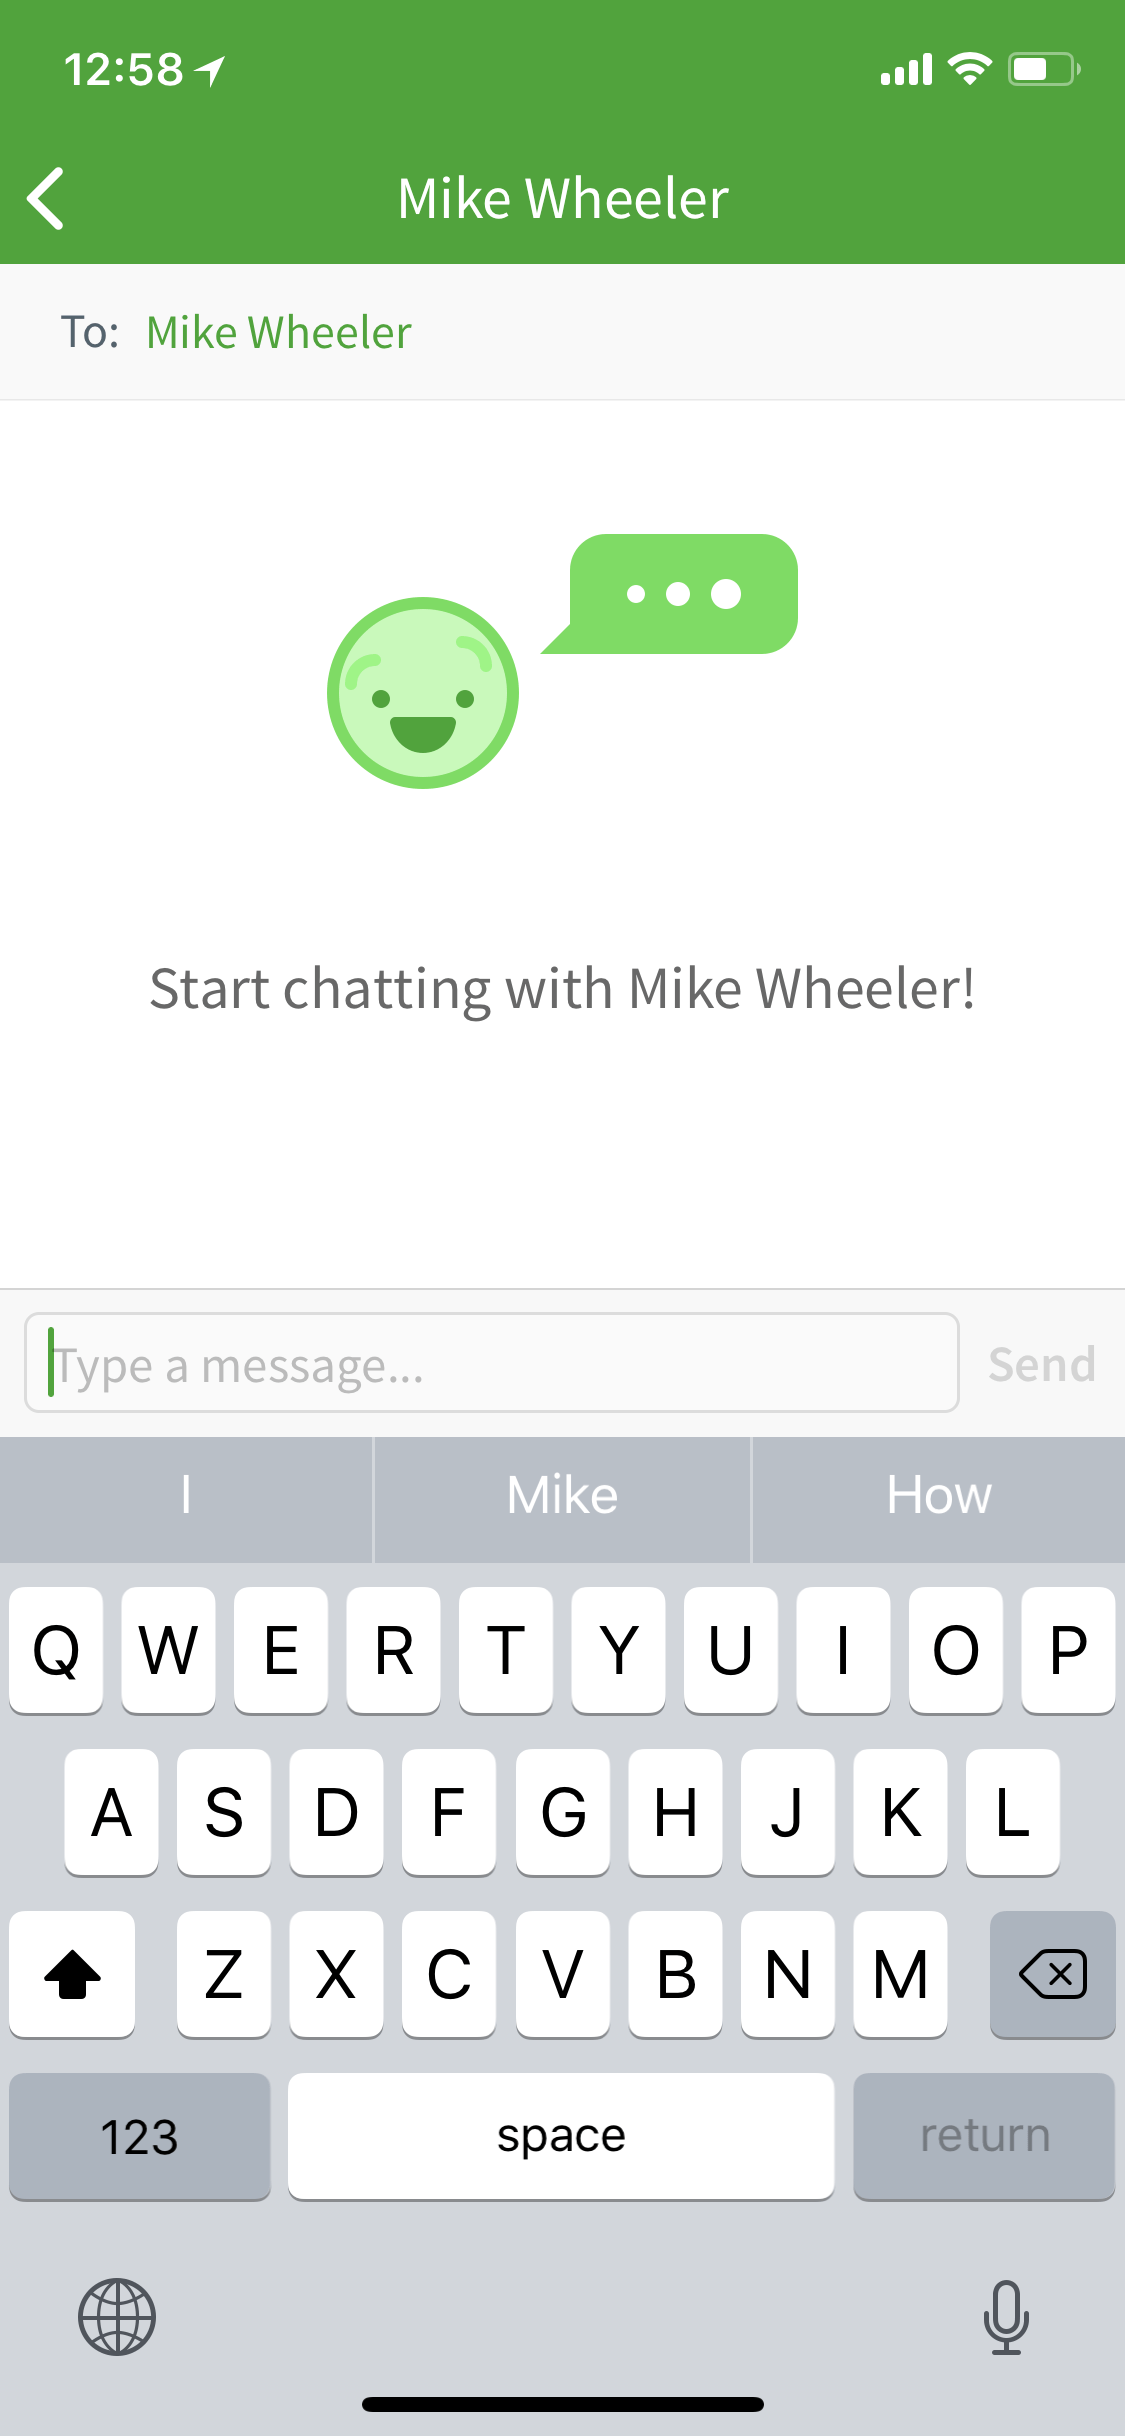 12:58
Mike Wheeler
To: Mike Wheeler
Start chatting with Mike Wheeler!
Type a message... Send
I Mike How
Q W E R T Y U I O P
A S D F G H J K L
Z X C V B N M
123 space return